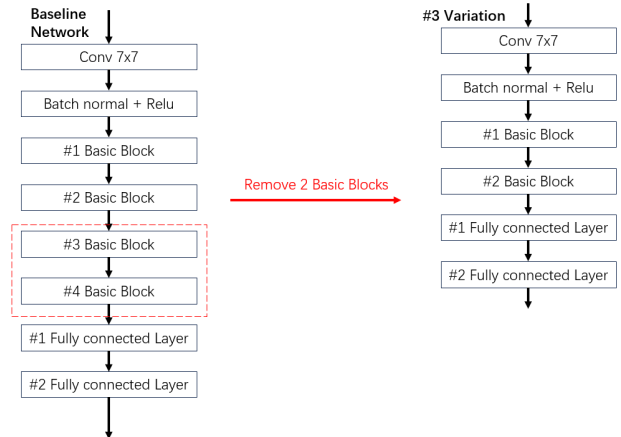 Baseline
Network
Conv 7x7
Batch normal + Relu
#1 Basic Block
#2 Basic Block
#3 Basic Block
#4 Basic Block
#1 Fully connected Layer
#2 Fully connected Layer
Remove 2 Basic Blocks
#3 Variation
Conv 7x7
Batch normal + Relu
#1 Basic Block
#2 Basic Block
#1 Fully connected Layer
#2 Fully connected Layer